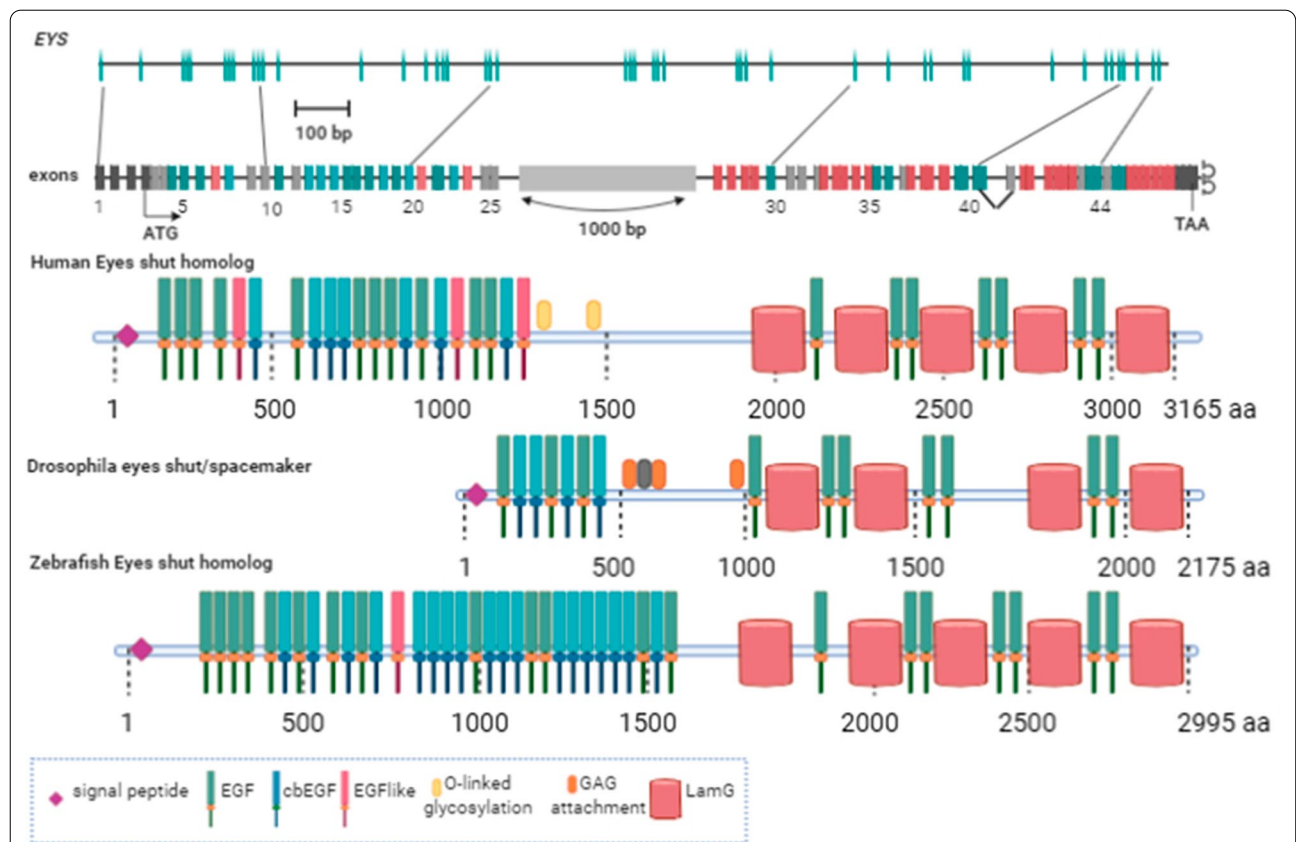 EYS
100 bp
exons
1 5 10 15 20 25 30 35 40 44
ATG
1000 bp
TAA
Human Eyes shut homolog
1 500 1000 1500 2000 2500 3000 3165 aa
Drosophila eyes shut/spacemaker
1 500 1000 1500 2000 2175 aa
Zebrafish Eyes shut homolog
1 500 1000 1500 2000 2500 2995 aa
signal peptide EGF cbEGF EGFlike O-linked GAG LamG
glycosylation attachment